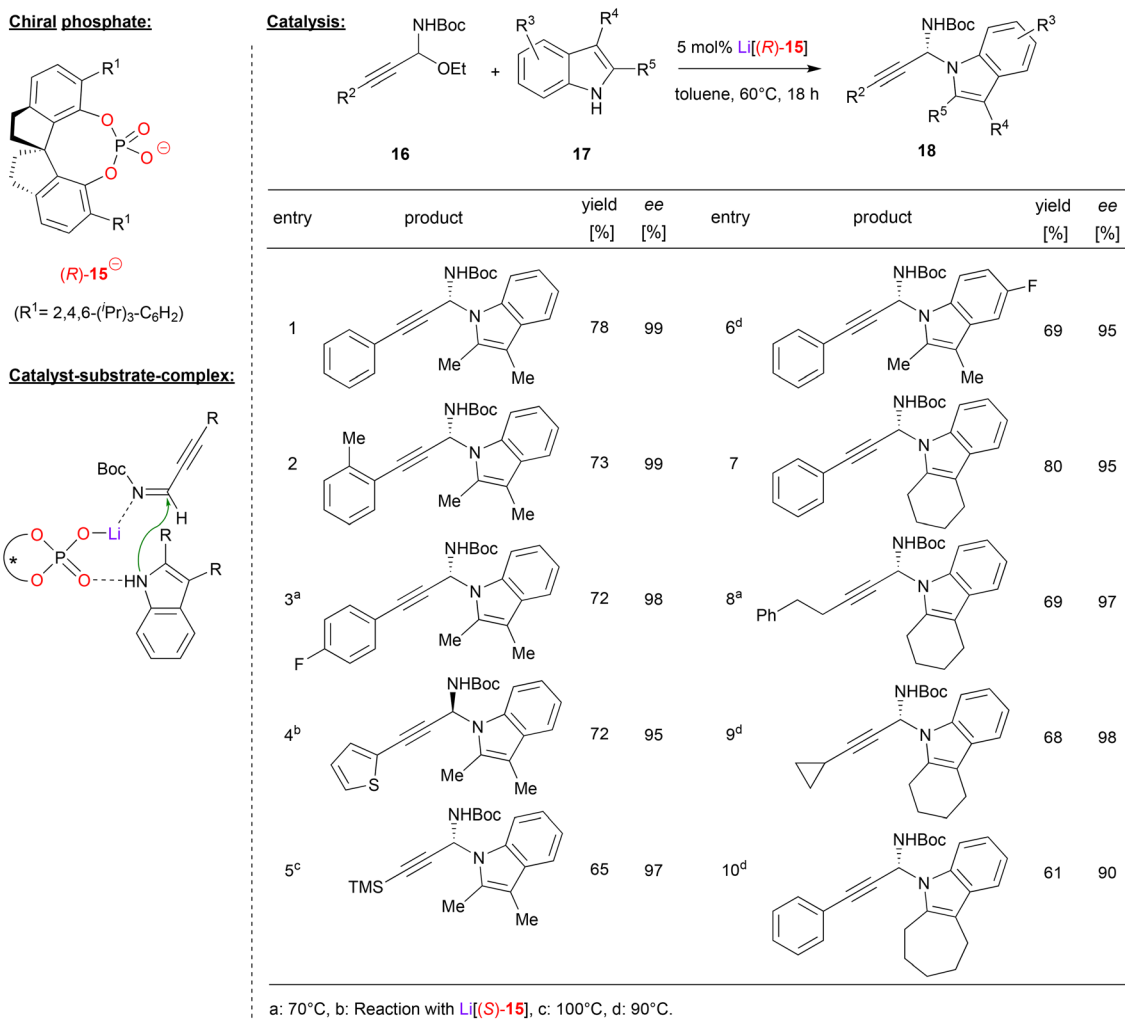 Chiral phosphate:
R¹
O
O
P
O ⊖
O
R¹
(R)-15⊖
(R¹= 2,4,6-(ⁱPr)₃-C₆H₂)
Catalyst-substrate-complex:
R
Boc
N
H
O Li
O
* P
O
O HN
R
R
Catalysis:
NHBoc
OEt
R²
16
+
R³
R⁴
R⁵
N
H
17
5 mol% Li[(R)-15]
toluene, 60°C, 18 h
NHBoc
R³
N
R²
R⁵
R⁴
18
entry product yield [%] ee [%] entry product yield [%] ee [%]
1 NHBoc N Me Me 78 99
6ᵈ NHBoc N F Me Me 69 95
2 Me NHBoc N Me Me 73 99
7 NHBoc N 80 95
3ᵃ F NHBoc N Me Me 72 98
8ᵃ Ph NHBoc N 69 97
4ᵇ S NHBoc N Me Me 72 95
9ᵈ NHBoc N 68 98
5ᶜ TMS NHBoc N Me Me 65 97
10ᵈ NHBoc N 61 90
a: 70°C, b: Reaction with Li[(S)-15], c: 100°C, d: 90°C.